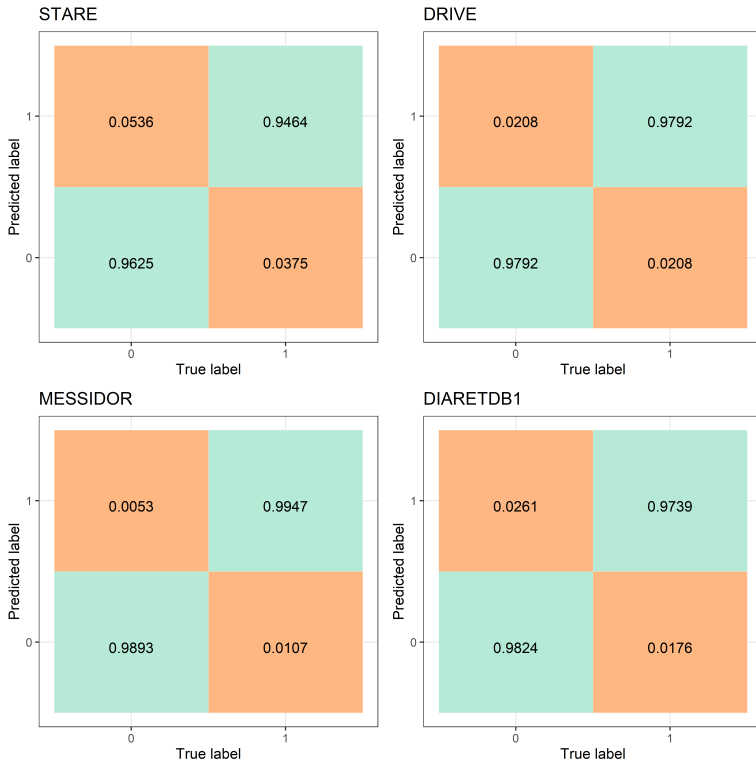 STARE
Predicted label
1
0
0.0536
0.9464
0.9625
0.0375
0
1
True label
DRIVE
Predicted label
1
0
0.0208
0.9792
0.9792
0.0208
0
1
True label
MESSIDOR
Predicted label
1
0
0.0053
0.9947
0.9893
0.0107
0
1
True label
DIARETDB1
Predicted label
1
0
0.0261
0.9739
0.9824
0.0176
0
1
True label